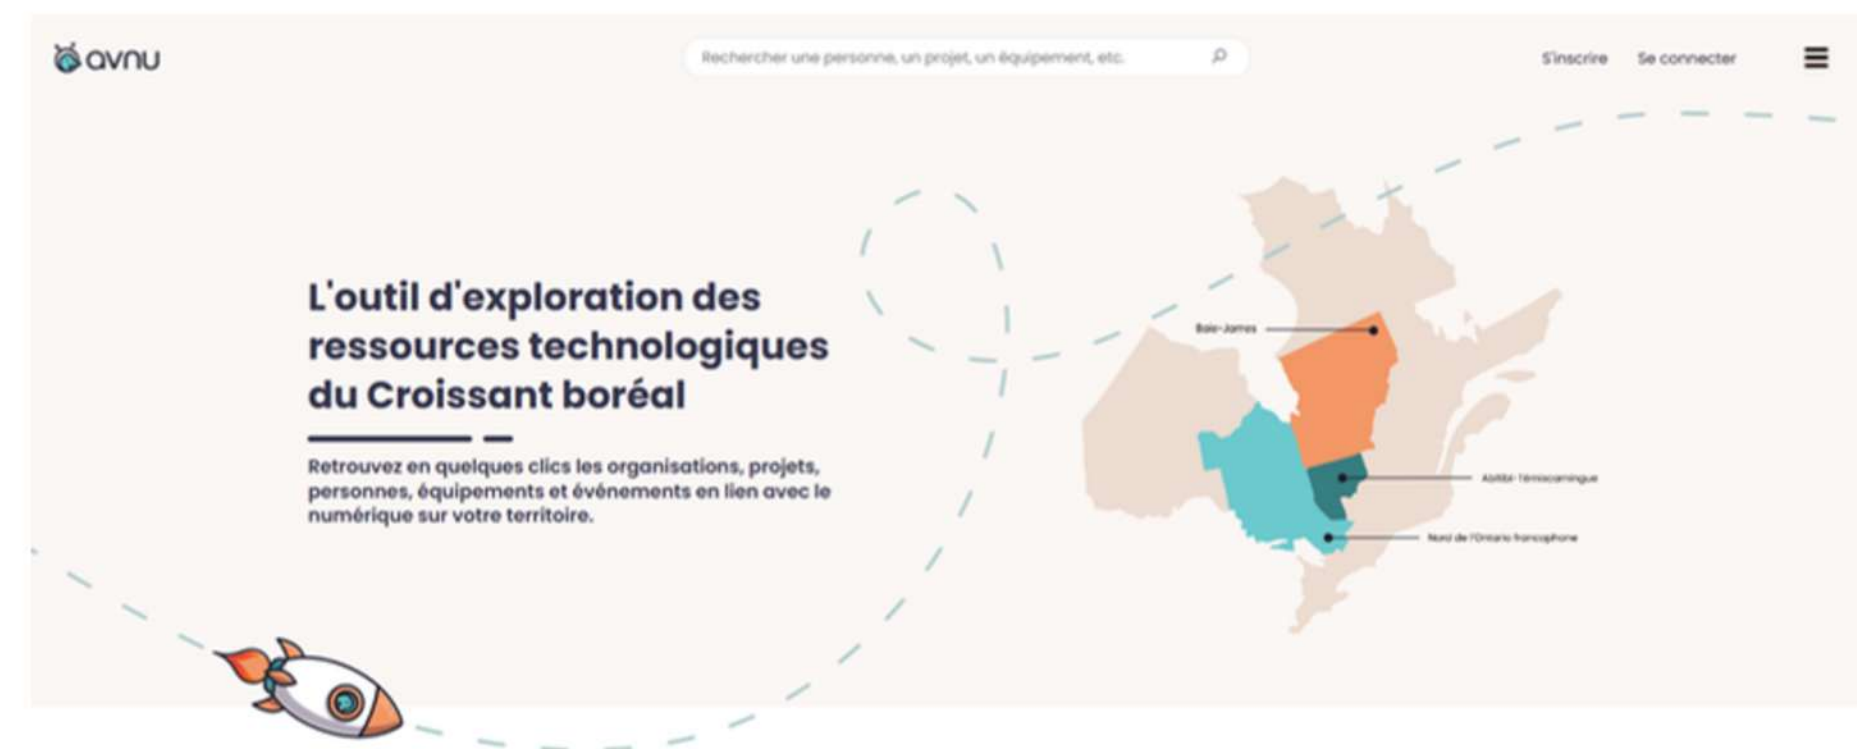 avnu
Rechercher une personne, un projet, un équipement, etc.
S'inscrire
Se connecter
L'outil d'exploration des
ressources technologiques
du Croissant boréal
Retrouvez en quelques clics les organisations, projets,
personnes, équipements et événements en lien avec le
numérique sur votre territoire.
Baie-James
Abitibi-Témiscamingue
Nord de l'Ontario francophone